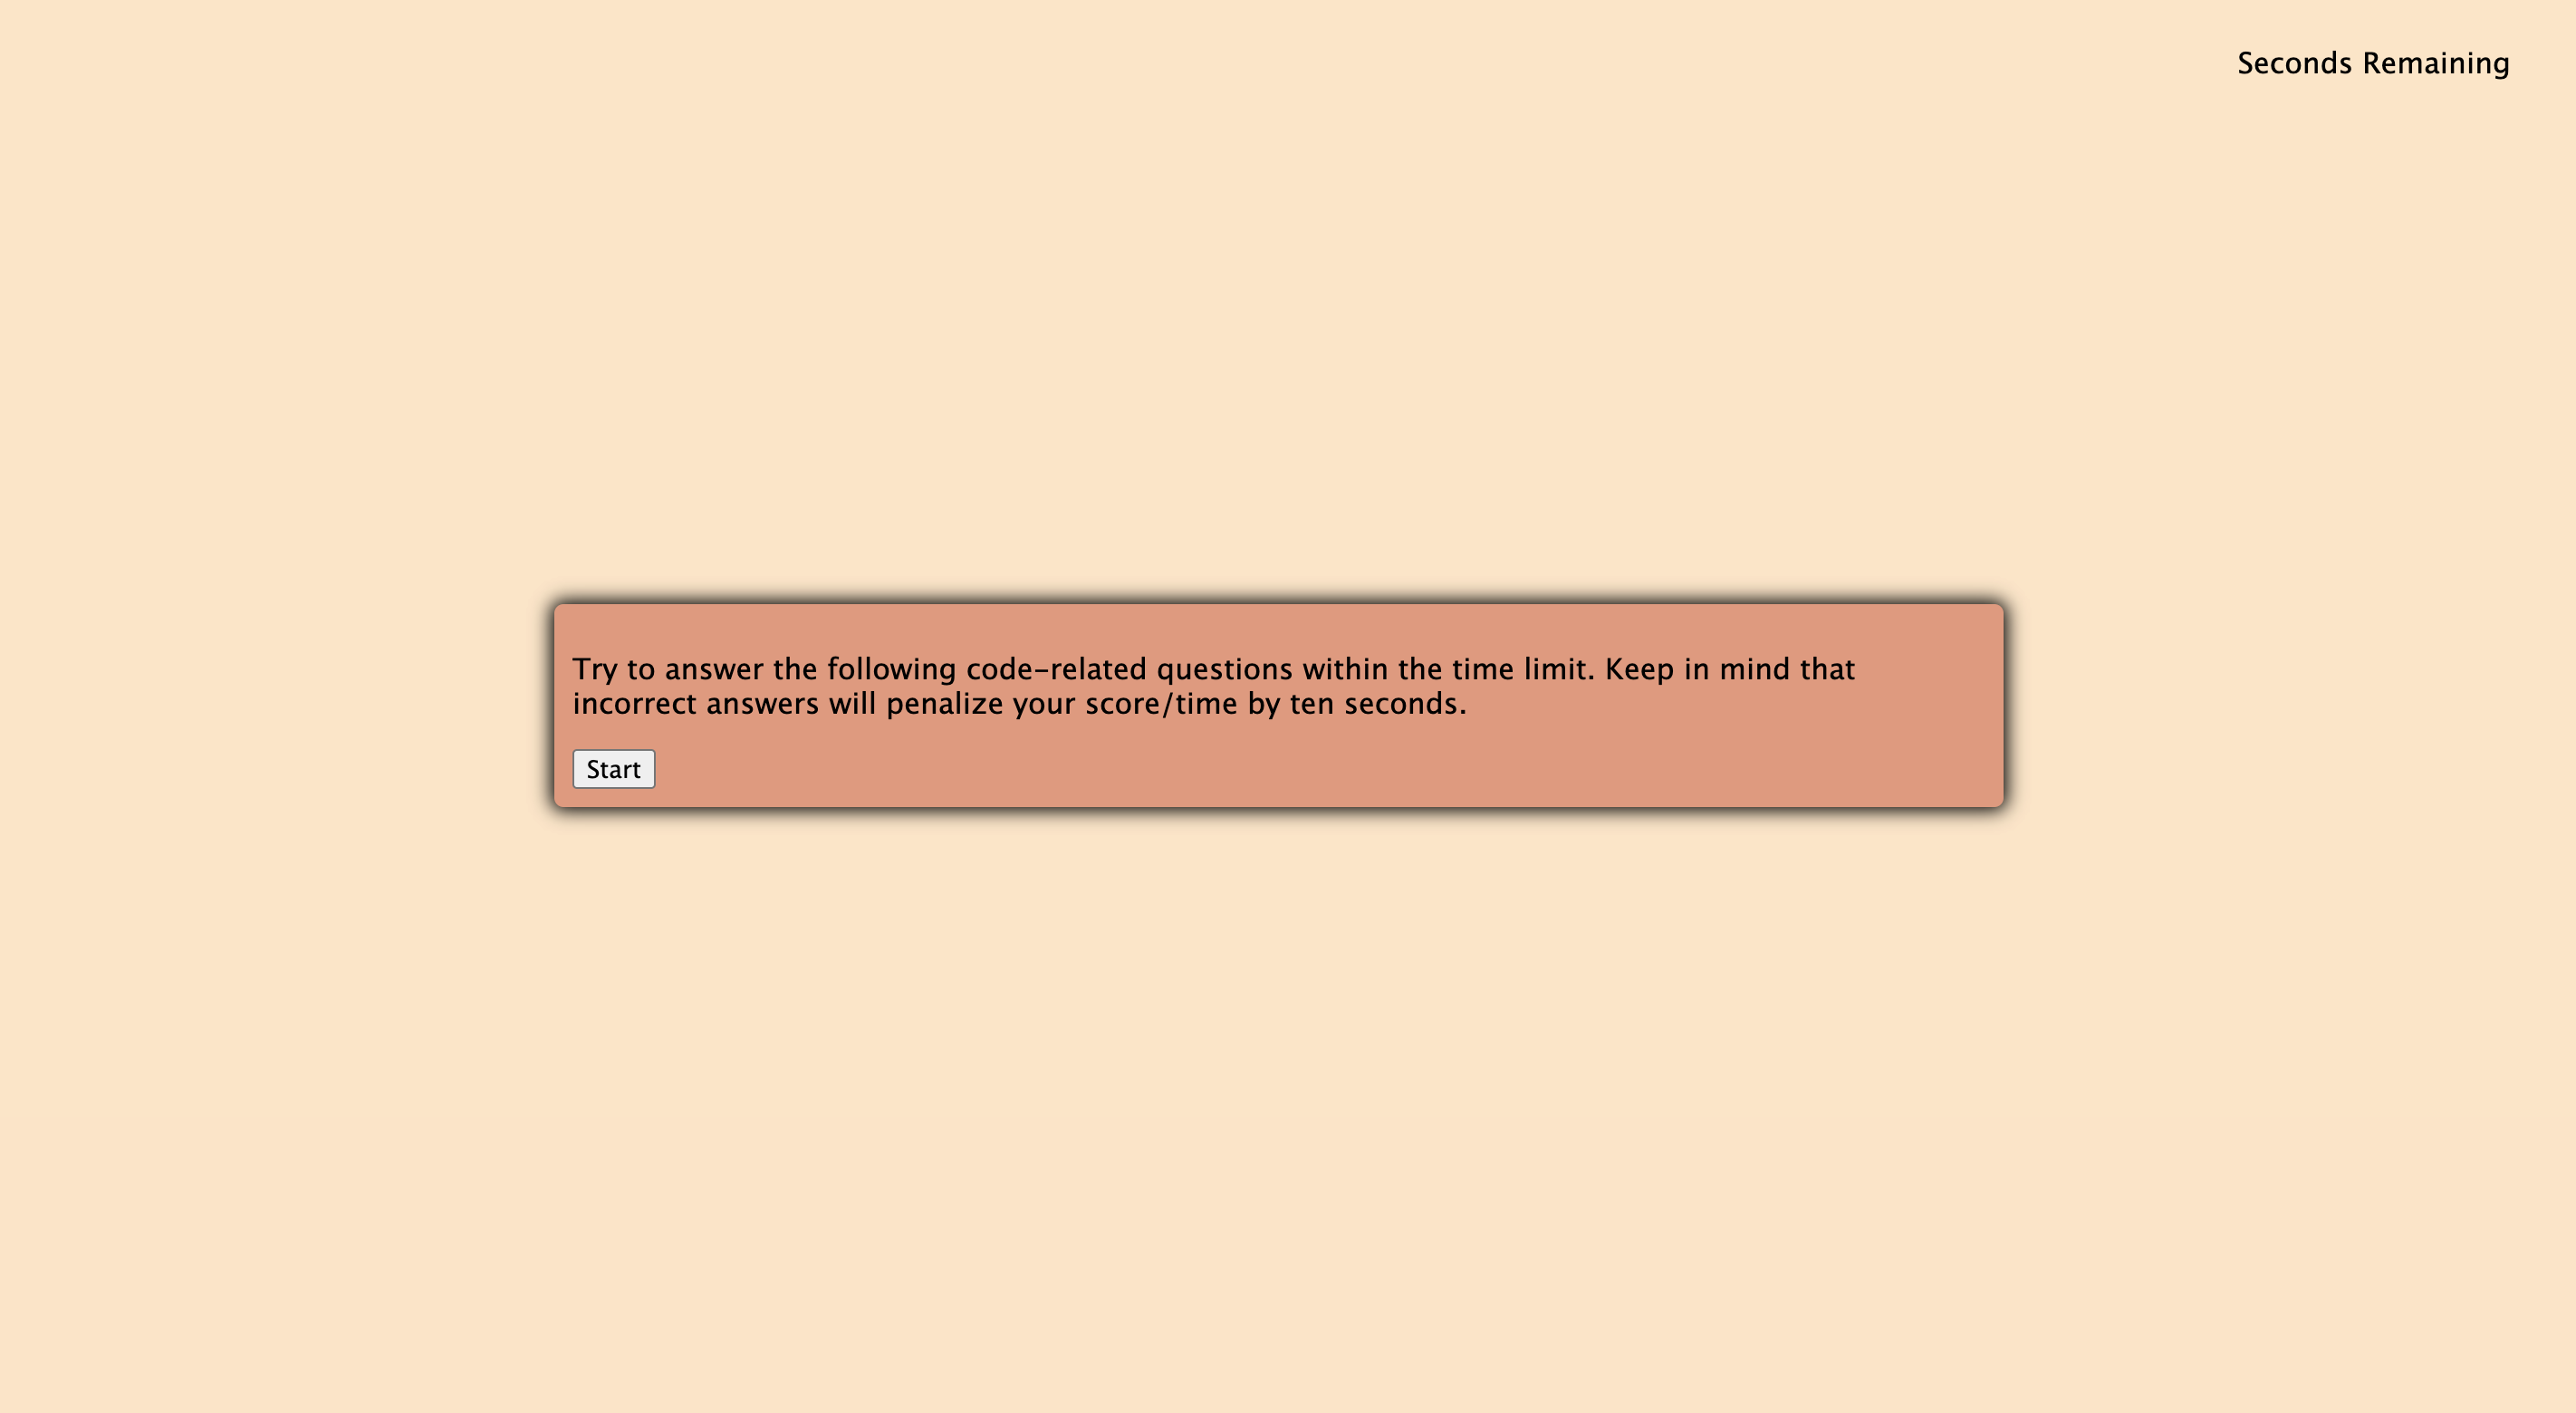 Seconds Remaining
Try to answer the following code-related questions within the time limit. Keep in mind that
incorrect answers will penalize your score/time by ten seconds.
Start